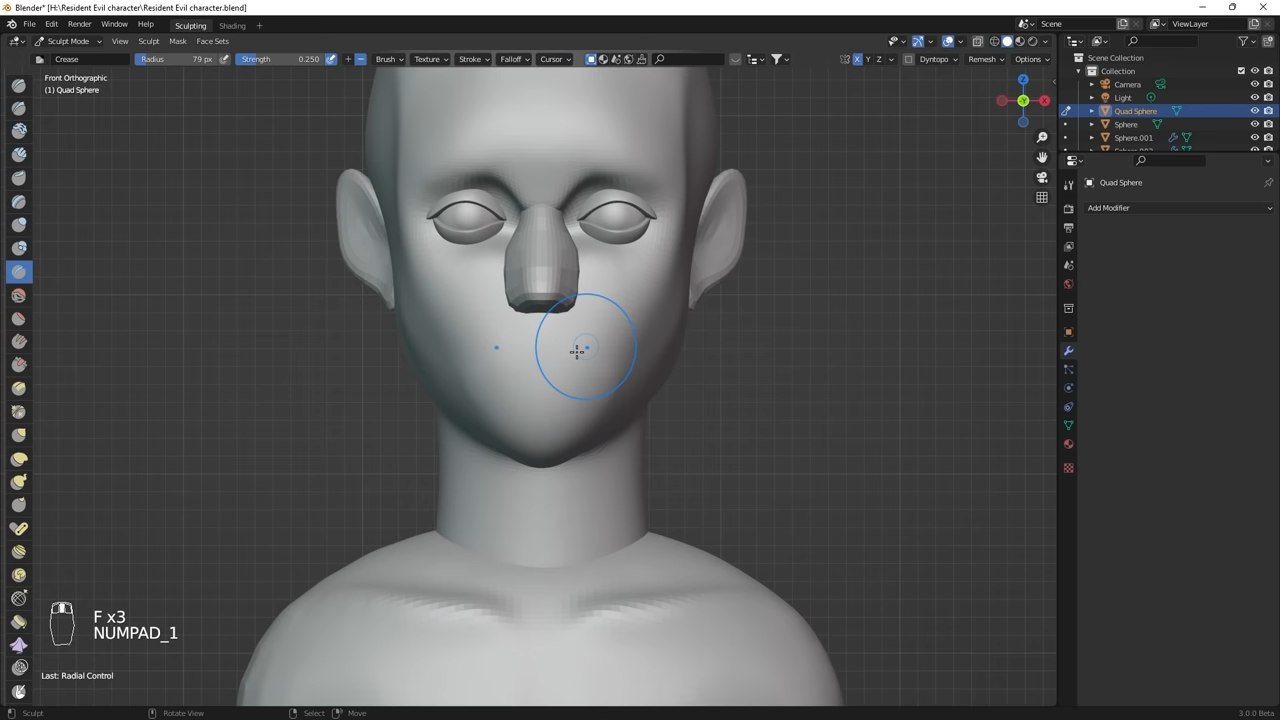 Blender* [H:\Resident Evil character\Resident Evil character.blend]
File Edit Render Window Help Sculpting Shading + Scene ViewLayer
Sculpt Mode View Sculpt Mask Face Sets
Crease Radius 79 px Strength 0.250 + − Brush Texture Stroke Falloff Cursor X Y Z Dyntopo Remesh Options
Front Orthographic
(1) Quad Sphere
Z
Y
X
Scene Collection
Collection
Camera
Light
Quad Sphere
Sphere
Sphere.001
Quad Sphere
Add Modifier
F x3
NUMPAD_1
Last: Radial Control
Sculpt Rotate View Select Move 3.0.0 Beta